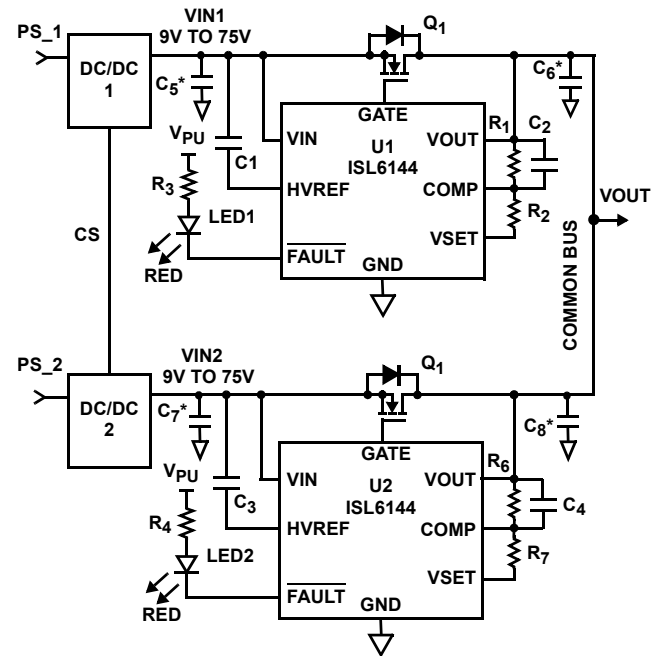 PS_1
VIN1
9V TO 75V
Q1
DC/DC
1
C5*
C6*
GATE
VPU
C1
VIN
U1
ISL6144
VOUT
R1
C2
R3
HVREF
COMP
VOUT
LED1
R2
CS
VSET
RED
FAULT
GND
COMMON BUS
PS_2
VIN2
9V TO 75V
Q1
DC/DC
2
C7*
C8*
GATE
VPU
C3
VIN
U2
ISL6144
VOUT
R6
C4
R4
HVREF
COMP
LED2
R7
VSET
RED
FAULT
GND